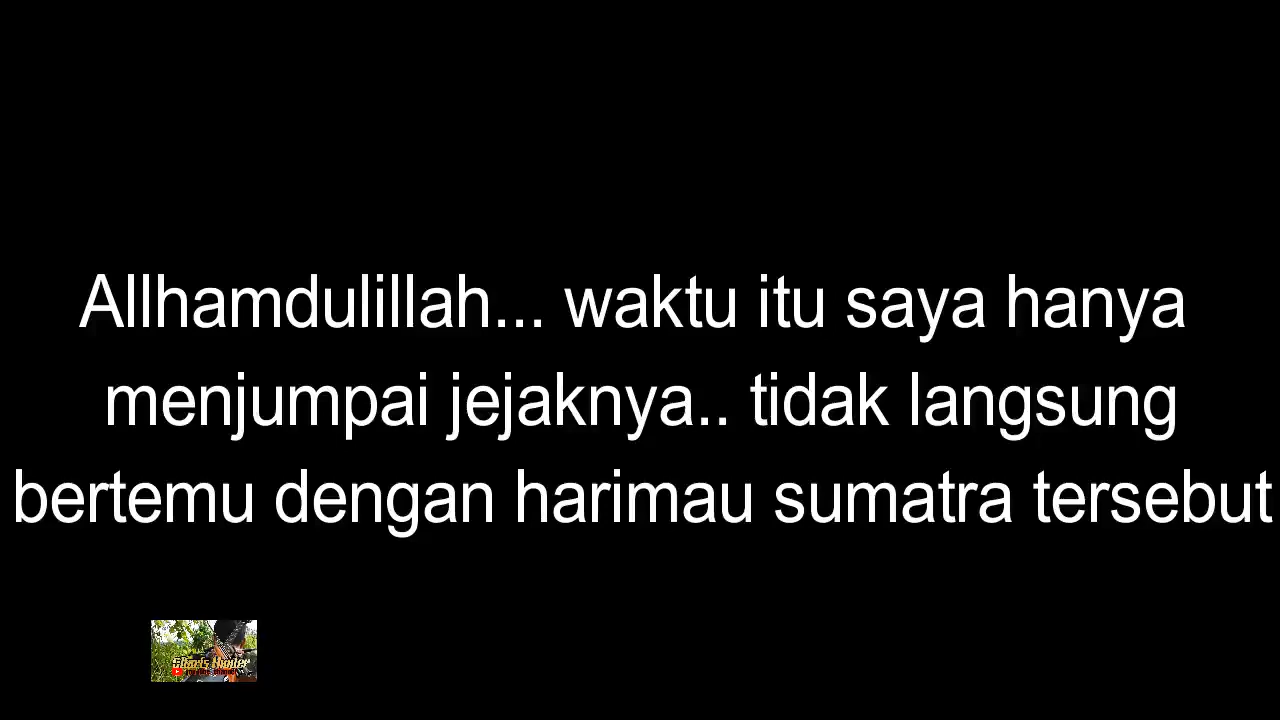 Allhamdulillah... waktu itu saya hanya
menjumpai jejaknya.. tidak langsung
bertemu dengan harimau sumatra tersebut